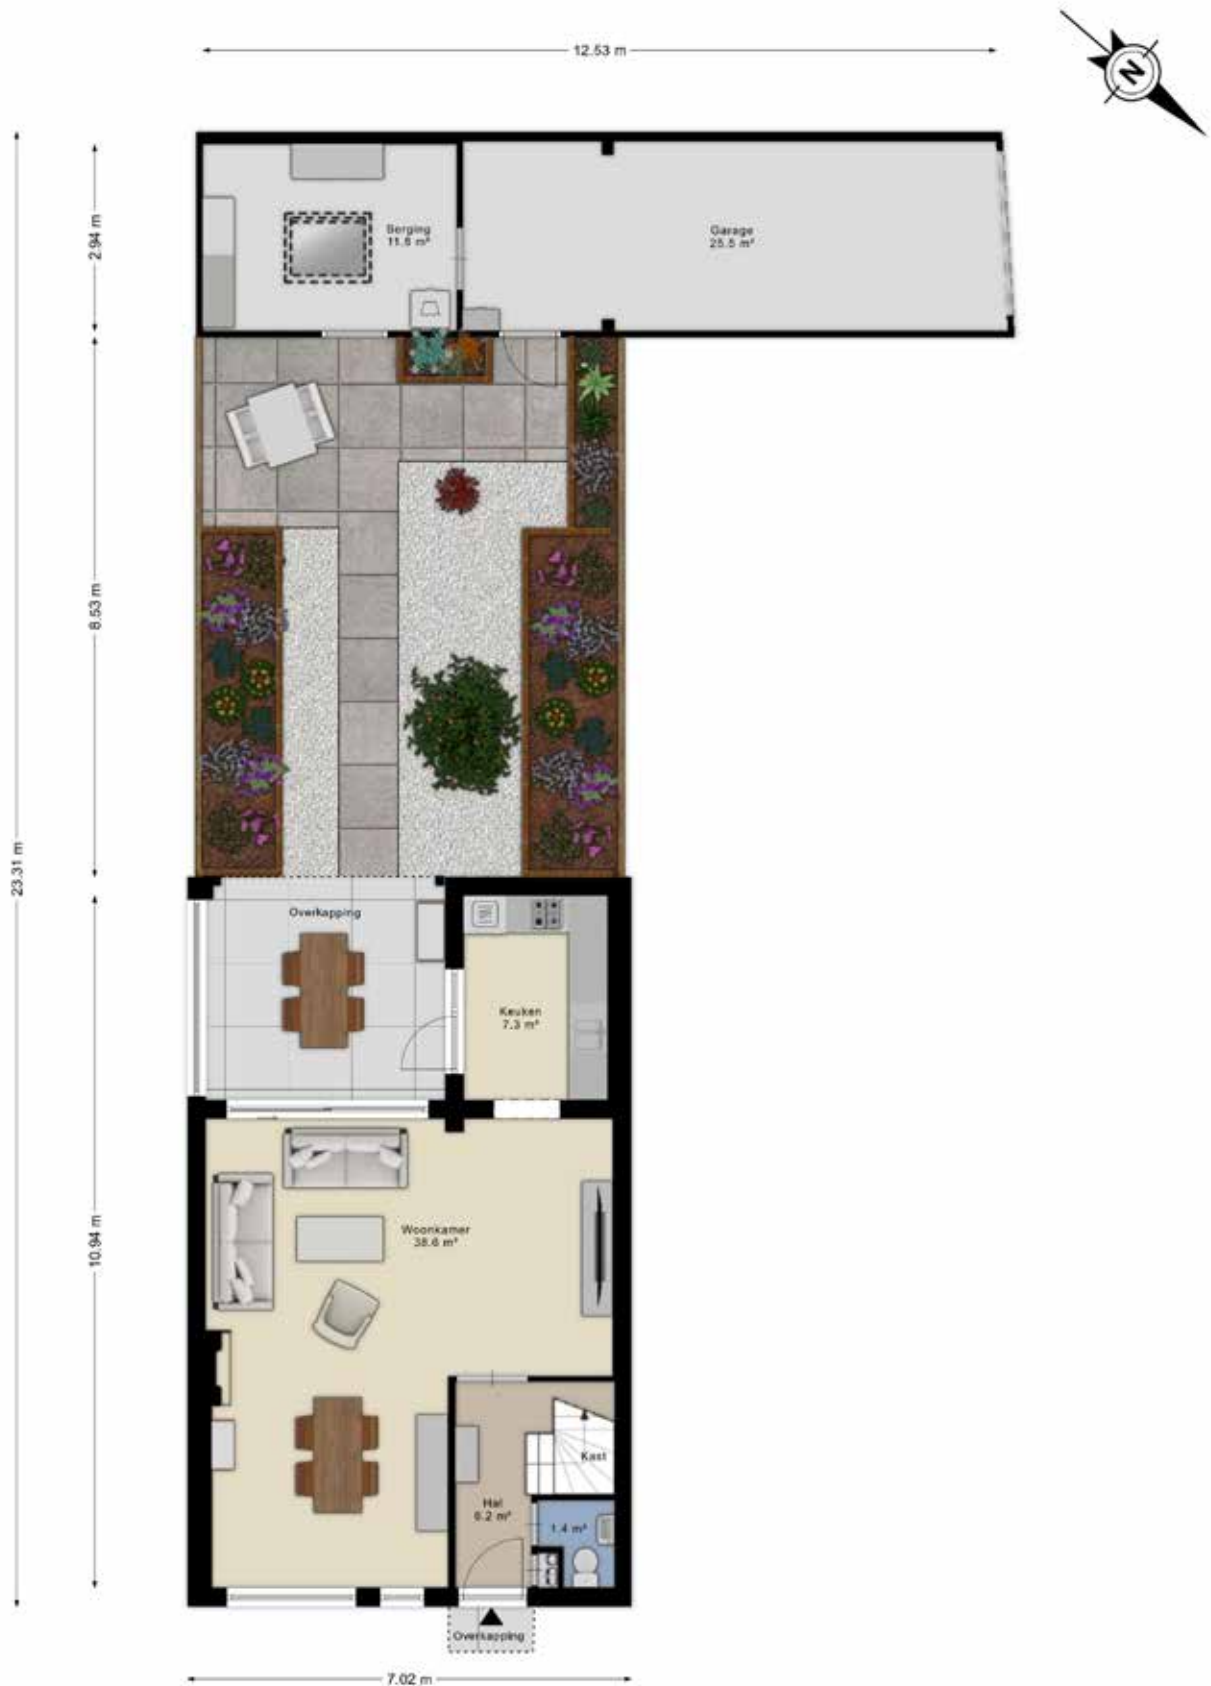 12.53 m
N
2.94 m
Berging
11.8 m²
Garage
25.5 m²
8.53 m
23.31 m
Overkapping
Keuken
7.3 m²
10.94 m
Woonkamer
38.6 m²
Kast
Hal
6.2 m²
1.4 m²
Overkapping
7.02 m